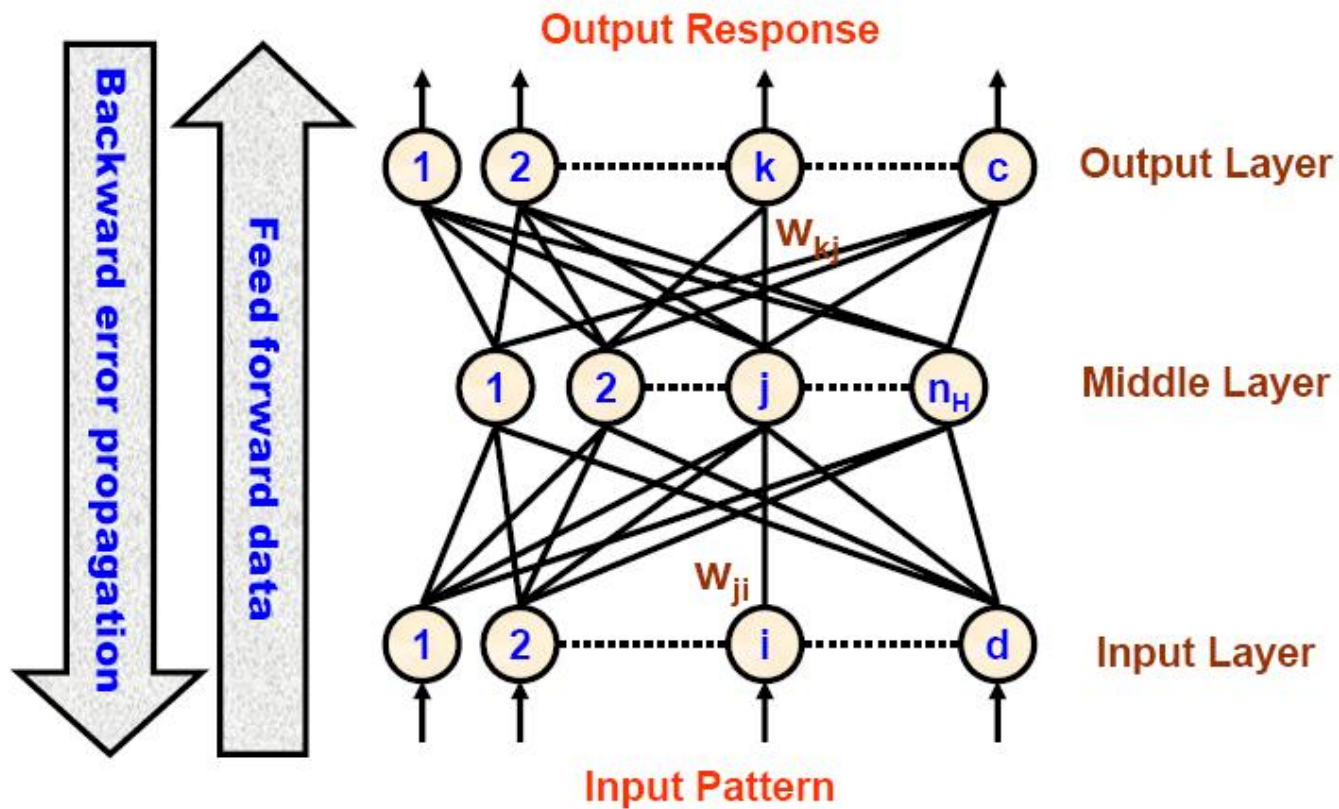 Output Response
Backward error propagation
Feed forward data
1 2 k c
Output Layer
wkj
1 2 j nH
Middle Layer
wji
1 2 i d
Input Layer
Input Pattern